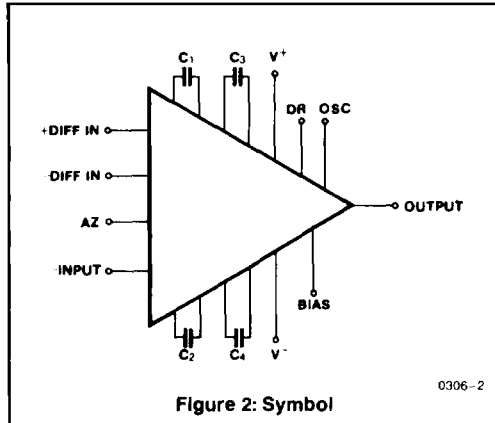 C1 C3 V+
DR OSC
+DIFF IN
-DIFF IN
AZ
-INPUT
OUTPUT
BIAS
C2 C4 V-
0306-2
Figure 2: Symbol